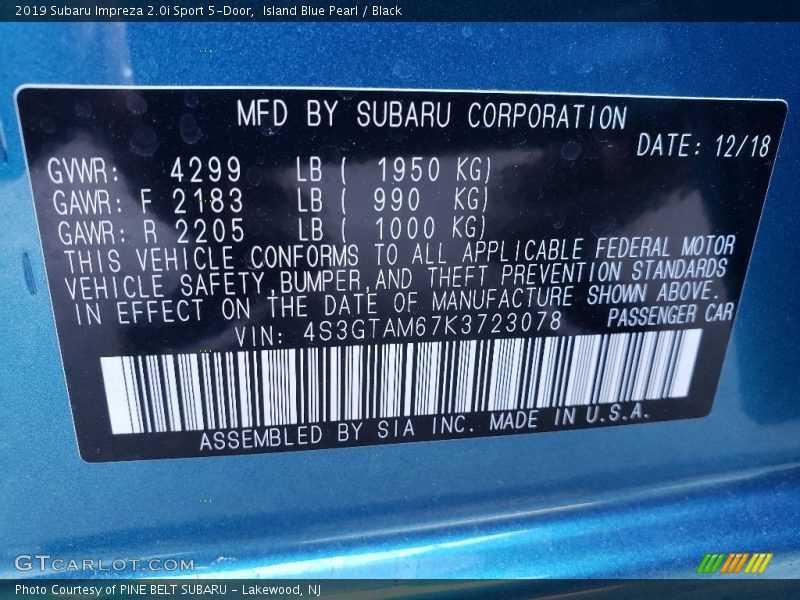 2019 Subaru Impreza 2.0i Sport 5-Door,  Island Blue Pearl / Black
MFD BY SUBARU CORPORATION
DATE: 12/18
GVWR: 4299 LB ( 1950 KG)
GAWR: F 2183 LB ( 990 KG)
GAWR: R 2205 LB ( 1000 KG)
THIS VEHICLE CONFORMS TO ALL APPLICABLE FEDERAL MOTOR
VEHICLE SAFETY,BUMPER,AND THEFT PREVENTION STANDARDS
IN EFFECT ON THE DATE OF MANUFACTURE SHOWN ABOVE.
VIN: 4S3GTAM67K3723078 PASSENGER CAR
ASSEMBLED BY SIA INC. MADE IN U.S.A.
GTCARLOT.COM
Photo Courtesy of PINE BELT SUBARU - Lakewood, NJ